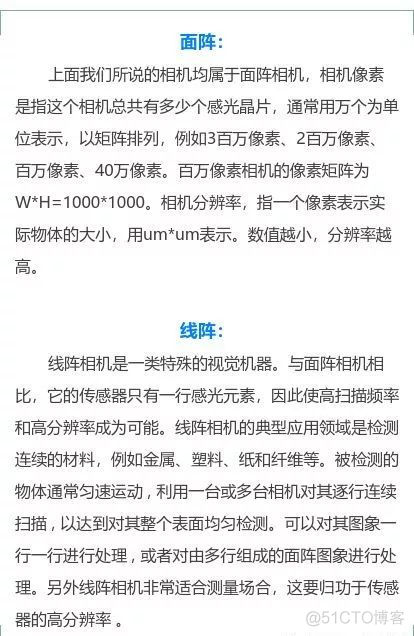 面阵：
上面我们所说的相机均属于面阵相机，相机像素
是指这个相机总共有多少个感光晶片，通常用万个为单
位表示，以矩阵排列，例如3百万像素、2百万像素、
百万像素、40万像素。百万像素相机的像素矩阵为
W*H=1000*1000。相机分辨率，指一个像素表示实
际物体的大小，用um*um表示。数值越小，分辨率越
高。
线阵：
线阵相机是一类特殊的视觉机器。与面阵相机相
比，它的传感器只有一行感光元素，因此使高扫描频率
和高分辨率成为可能。线阵相机的典型应用领域是检测
连续的材料，例如金属、塑料、纸和纤维等。被检测的
物体通常匀速运动 , 利用一台或多台相机对其逐行连续
扫描 , 以达到对其整个表面均匀检测。可以对其图象一
行一行进行处理 , 或者对由多行组成的面阵图象进行处
理。另外线阵相机非常适合测量场合，这要归功于传感
器的高分辨率 。
@51CTO博客